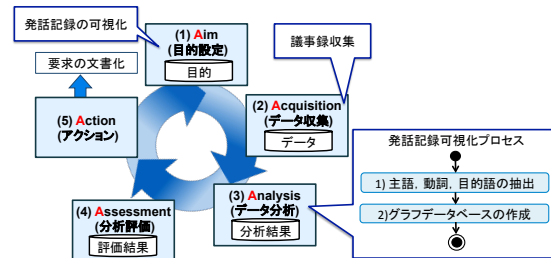 発話記録の可視化
(1) Aim
(目的設定)
目的
議事録収集
要求の文書化
(5) Action
(アクション)
(2) Acquisition
(データ収集)
データ
発話記録可視化プロセス
1) 主語, 動詞, 目的語の抽出
2)グラフデータベースの作成
(3) Analysis
(データ分析)
分析結果
(4) Assessment
(分析評価)
評価結果